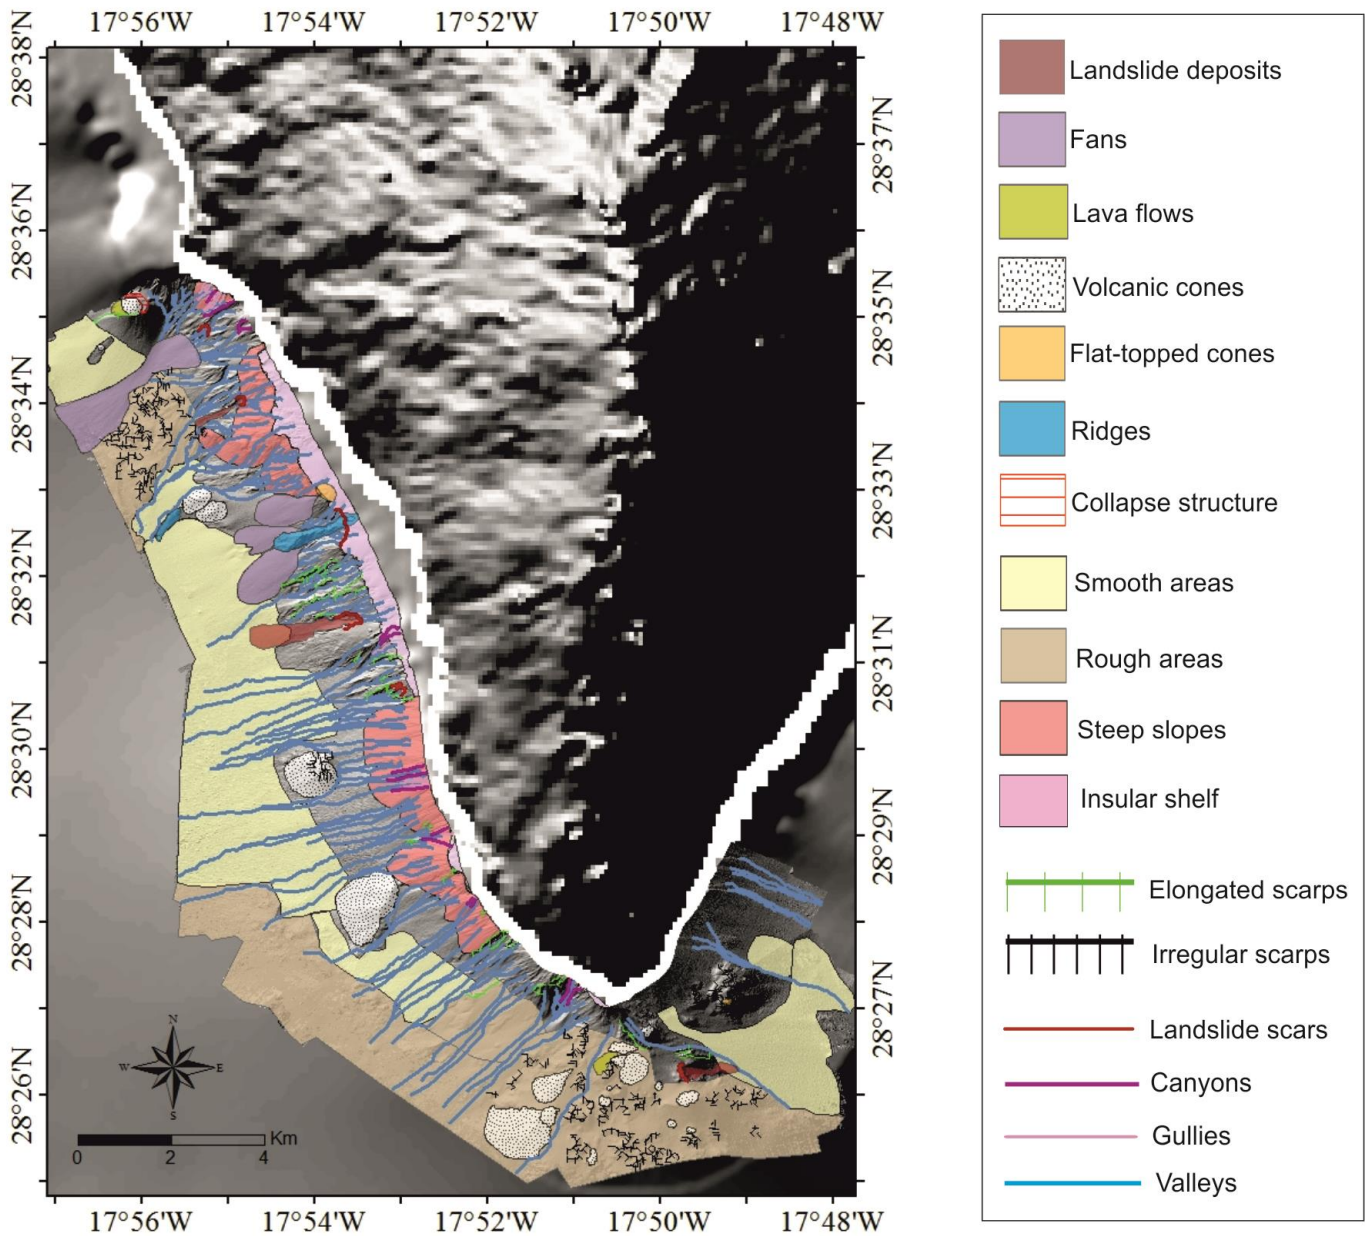 17°56'W 17°54'W 17°52'W 17°50'W 17°48'W
28°38'N
28°37'N
28°36'N
28°35'N
28°34'N
28°33'N
28°32'N
28°31'N
28°30'N
28°29'N
28°28'N
28°27'N
28°26'N
N
W
E
S
Km
0 2 4
17°56'W 17°54'W 17°52'W 17°50'W 17°48'W
Landslide deposits
Fans
Lava flows
Volcanic cones
Flat-topped cones
Ridges
Collapse structure
Smooth areas
Rough areas
Steep slopes
Insular shelf
Elongated scarps
Irregular scarps
Landslide scars
Canyons
Gullies
Valleys